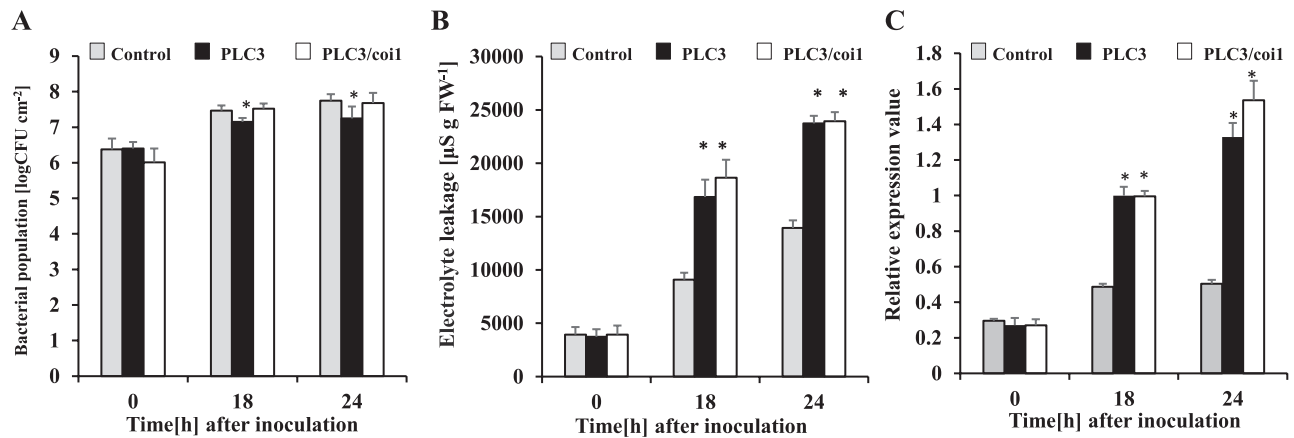 A
Control PLC3 PLC3/coi1
Bacterial population [logCFU cm-2]
9
8
7
6
5
4
3
2
1
0
* *
0 18 24
Time[h] after inoculation
B
Control PLC3 PLC3/coi1
Electrolyte leakage [µS g FW-1]
30000
25000
20000
15000
10000
5000
0
* * * *
0 18 24
Time[h] after inoculation
C
Control PLC3 PLC3/coi1
Relative expression value
1.8
1.6
1.4
1.2
1
0.8
0.6
0.4
0.2
0
* * * *
0 18 24
Time[h] after inoculation